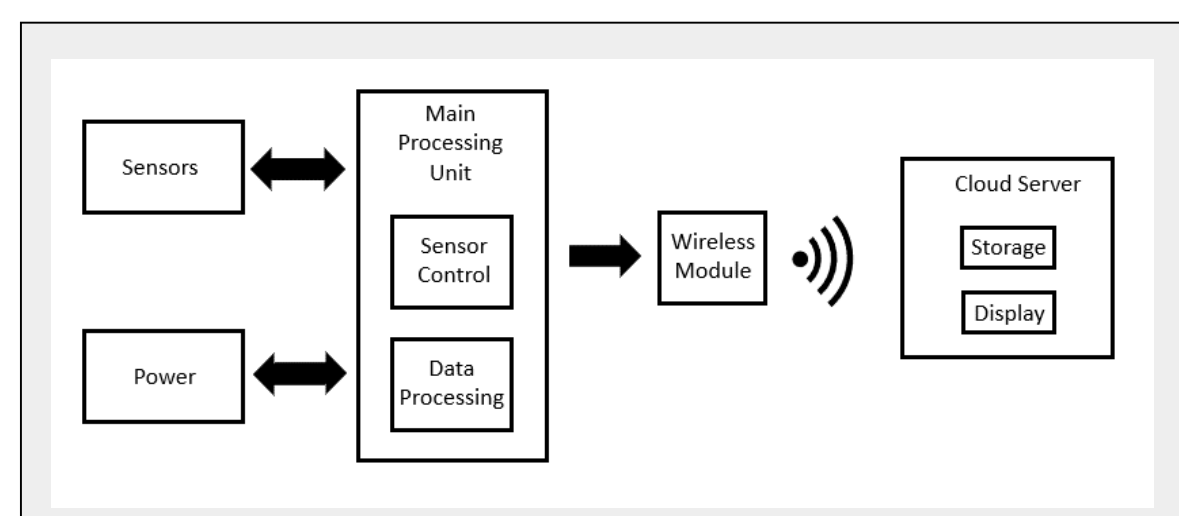 Sensors
Power
Main
Processing
Unit
Sensor
Control
Data
Processing
Wireless
Module
Cloud Server
Storage
Display